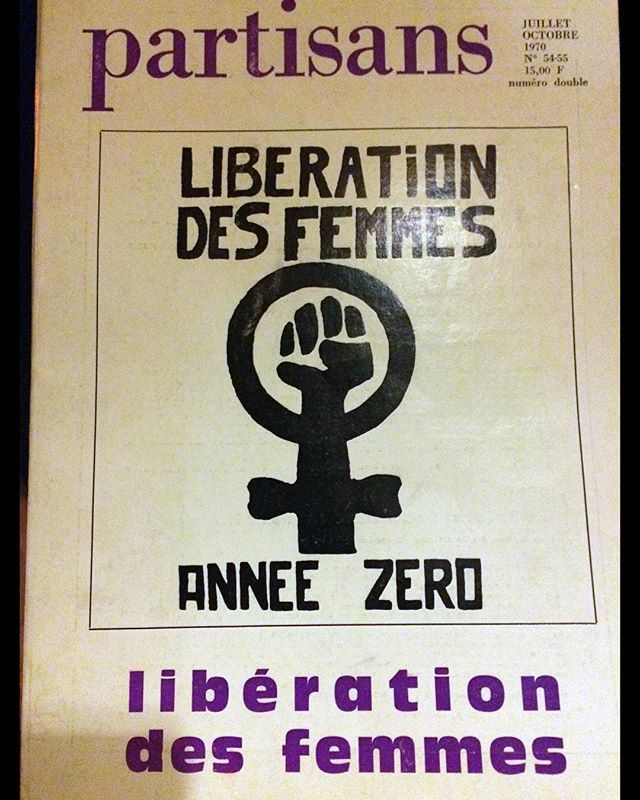 partisans
JUILLET
OCTOBRE
1970
N° 54-55
15,00 F
numéro double
LIBERATiON
DES FEMMES
ANNEE ZERO
libération
des femmes